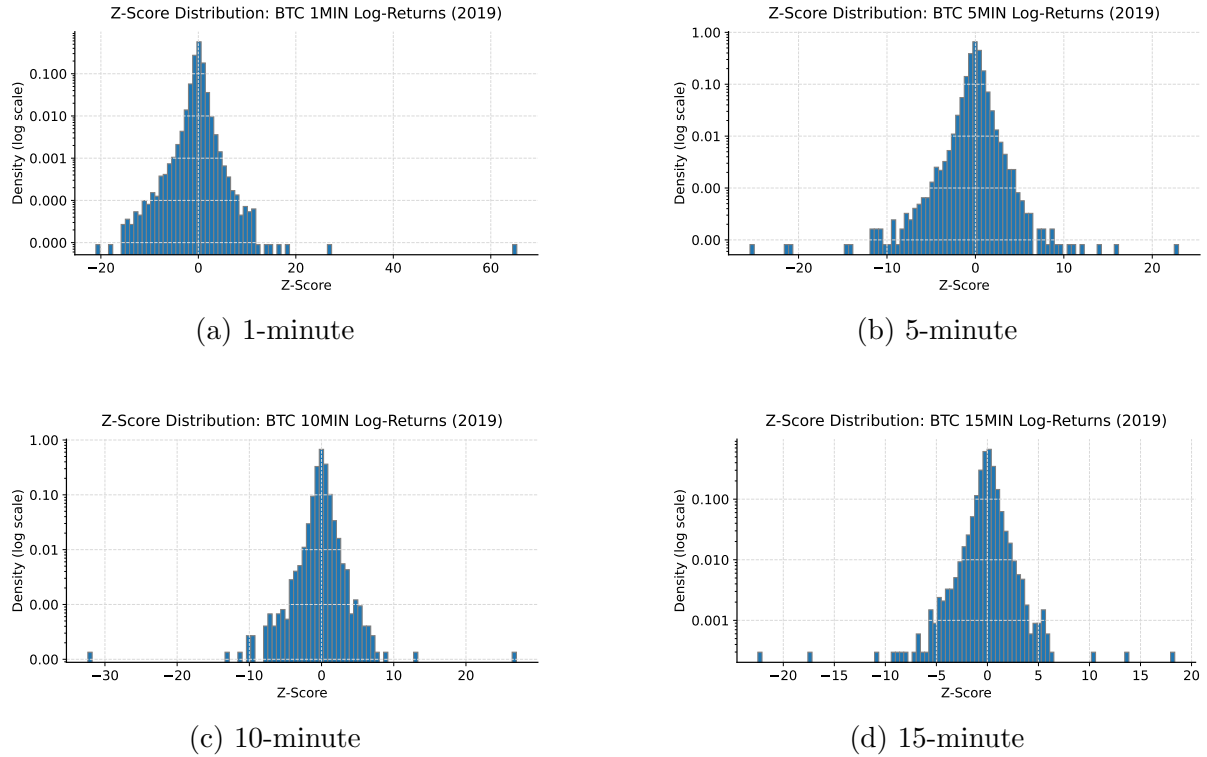 Z-Score Distribution: BTC 1MIN Log-Returns (2019)
Density (log scale)
0.100
0.010
0.001
0.000
0.000
−20 0 20 40 60
Z-Score
(a) 1-minute
Z-Score Distribution: BTC 5MIN Log-Returns (2019)
Density (log scale)
1.00
0.10
0.01
0.00
0.00
−20 −10 0 10 20
Z-Score
(b) 5-minute
Z-Score Distribution: BTC 10MIN Log-Returns (2019)
Density (log scale)
1.00
0.10
0.01
0.00
0.00
−30 −20 −10 0 10 20
Z-Score
(c) 10-minute
Z-Score Distribution: BTC 15MIN Log-Returns (2019)
Density (log scale)
0.100
0.010
0.001
−20 −15 −10 −5 0 5 10 15 20
Z-Score
(d) 15-minute